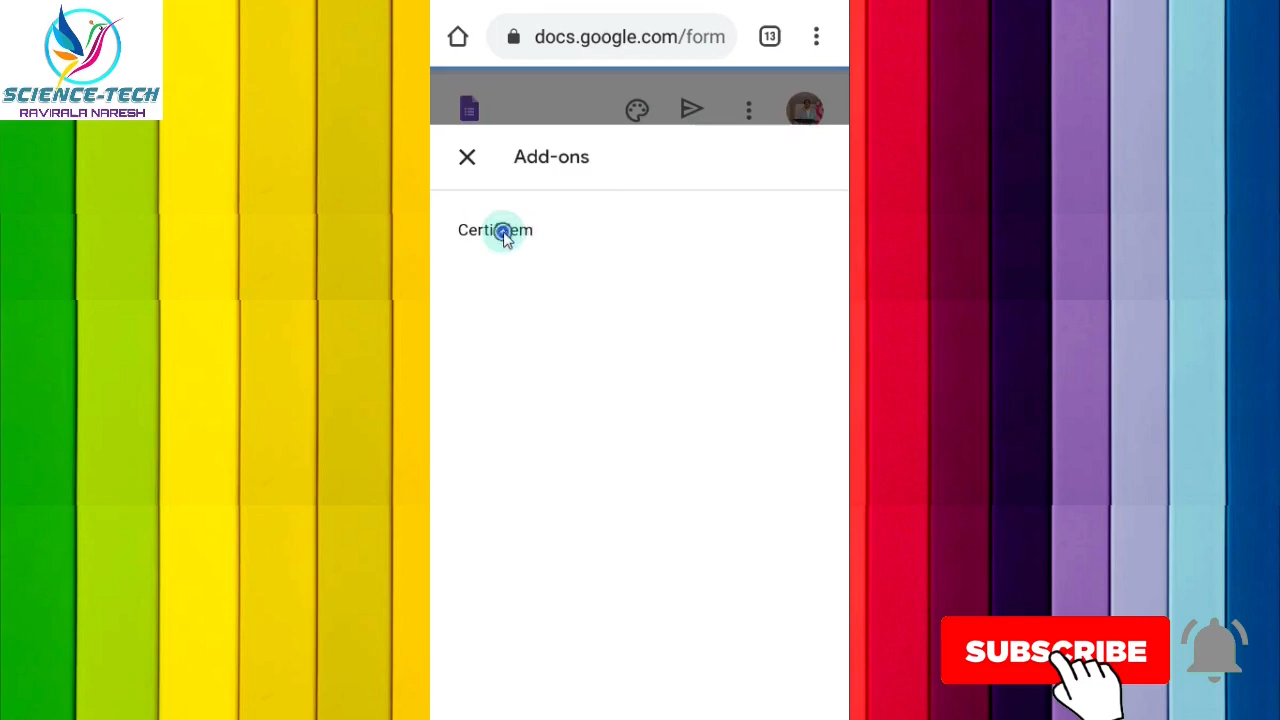 SCIENCE-TECH
RAVIRALA NARESH
docs.google.com/form
13
Add-ons
SUBSCRIBE